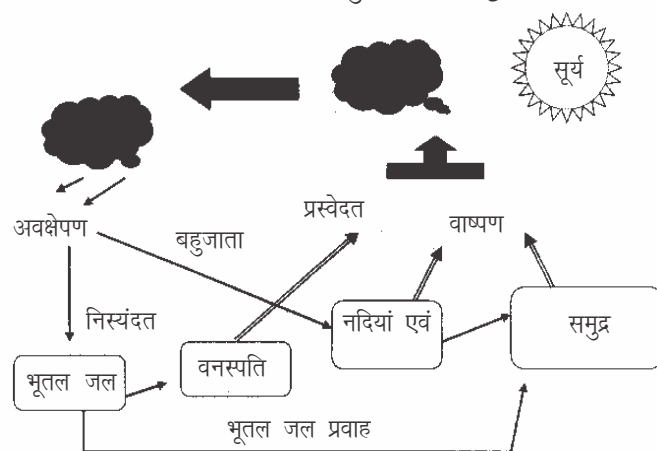 सूर्य
प्रस्वेदत
अवक्षेपण
बहुजाता
वाष्पण
निस्यंदत
नदियां एवं
समुद्र
वनस्पति
भूतल जल
भूतल जल प्रवाह